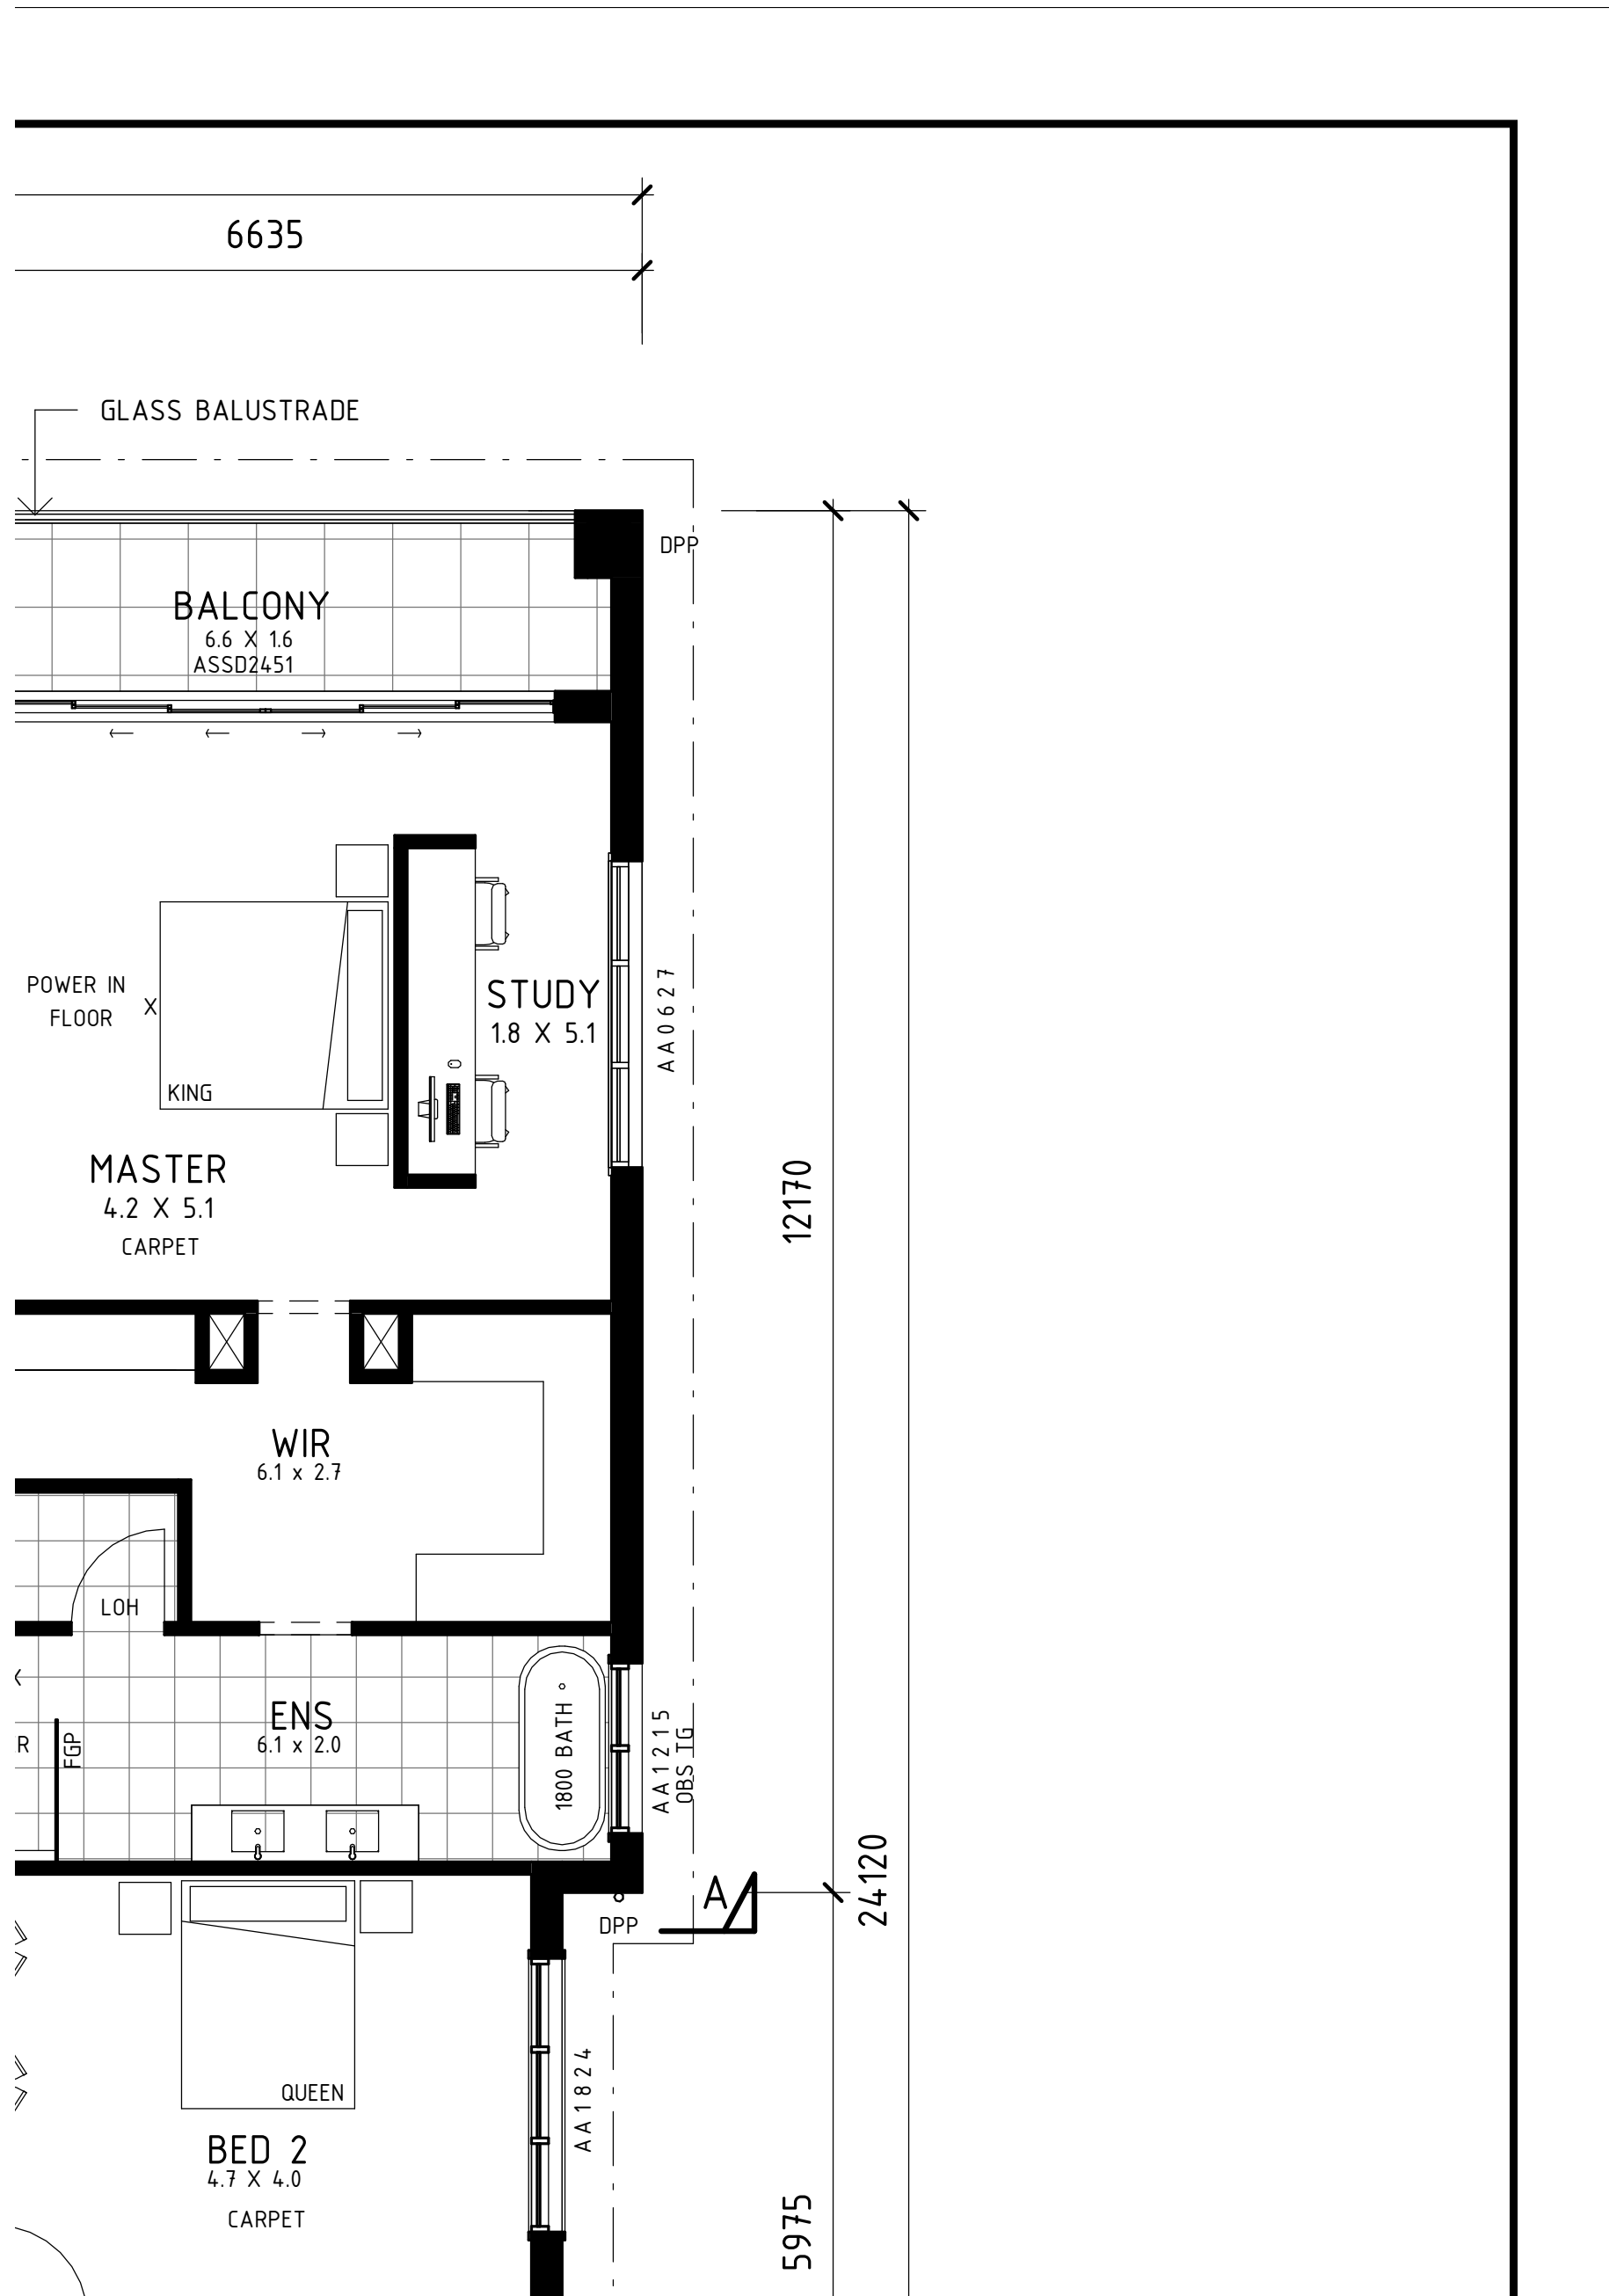 6635
GLASS BALUSTRADE
DPP
BALCONY
6.6 X 1.6
ASSD2451
POWER IN
FLOOR
X
KING
STUDY
1.8 X 5.1
AA0627
MASTER
4.2 X 5.1
CARPET
12170
WIR
6.1 x 2.7
LOH
ENS
6.1 x 2.0
R
FGP
1800 BATH
AA1215
OBS TG
24120
A
DPP
QUEEN
AA1824
BED 2
4.7 X 4.0
CARPET
5975